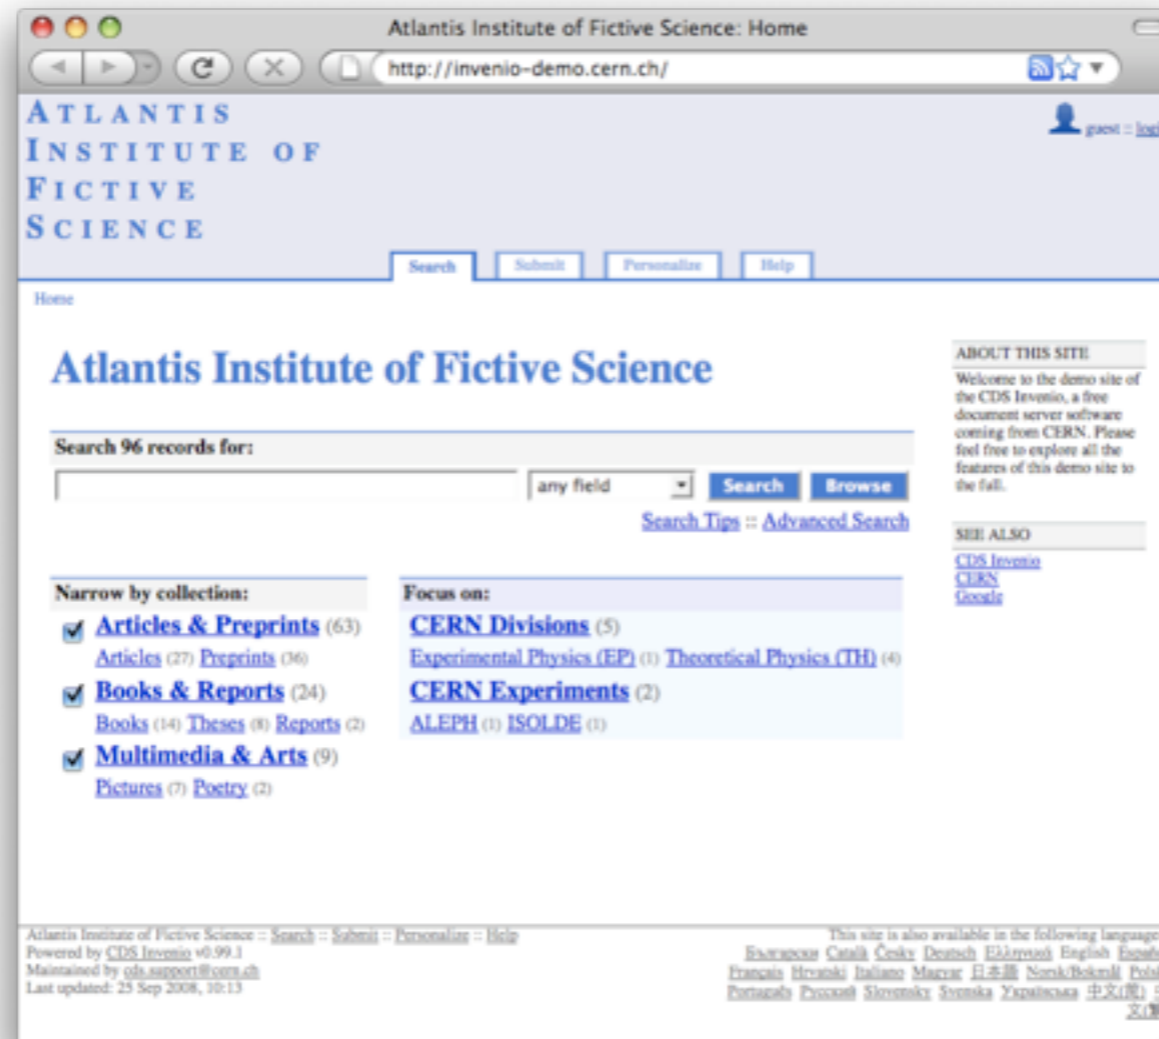 Atlantis Institute of Fictive Science: Home
http://invenio-demo.cern.ch/
ATLANTIS
INSTITUTE OF
FICTIVE
SCIENCE
guest :: logi
Search Submit Personalize Help
Home
Atlantis Institute of Fictive Science
Search 96 records for:
any field Search Browse
Search Tips :: Advanced Search
Narrow by collection:
Articles & Preprints (63)
Articles (27) Preprints (36)
Books & Reports (24)
Books (14) Theses (8) Reports (2)
Multimedia & Arts (9)
Pictures (7) Poetry (2)
Focus on:
CERN Divisions (5)
Experimental Physics (EP) (1) Theoretical Physics (TH) (4)
CERN Experiments (2)
ALEPH (1) ISOLDE (1)
ABOUT THIS SITE
Welcome to the demo site of
the CDS Invenio, a free
document server software
coming from CERN. Please
feel free to explore all the
features of this demo site to
the full.
SEE ALSO
CDS Invenio
CERN
Google
Atlantis Institute of Fictive Science :: Search :: Submit :: Personalize :: Help
Powered by CDS Invenio v0.99.1
Maintained by cds.support@cern.ch
Last updated: 25 Sep 2008, 10:13
This site is also available in the following language
Български Català Česky Deutsch Ελληνικά English Españo
Français Hrvatski Italiano Magyar 日本語 Norsk/Bokmål Polsk
Português Русский Slovensky Svenska Українська 中文(简)
文(繁